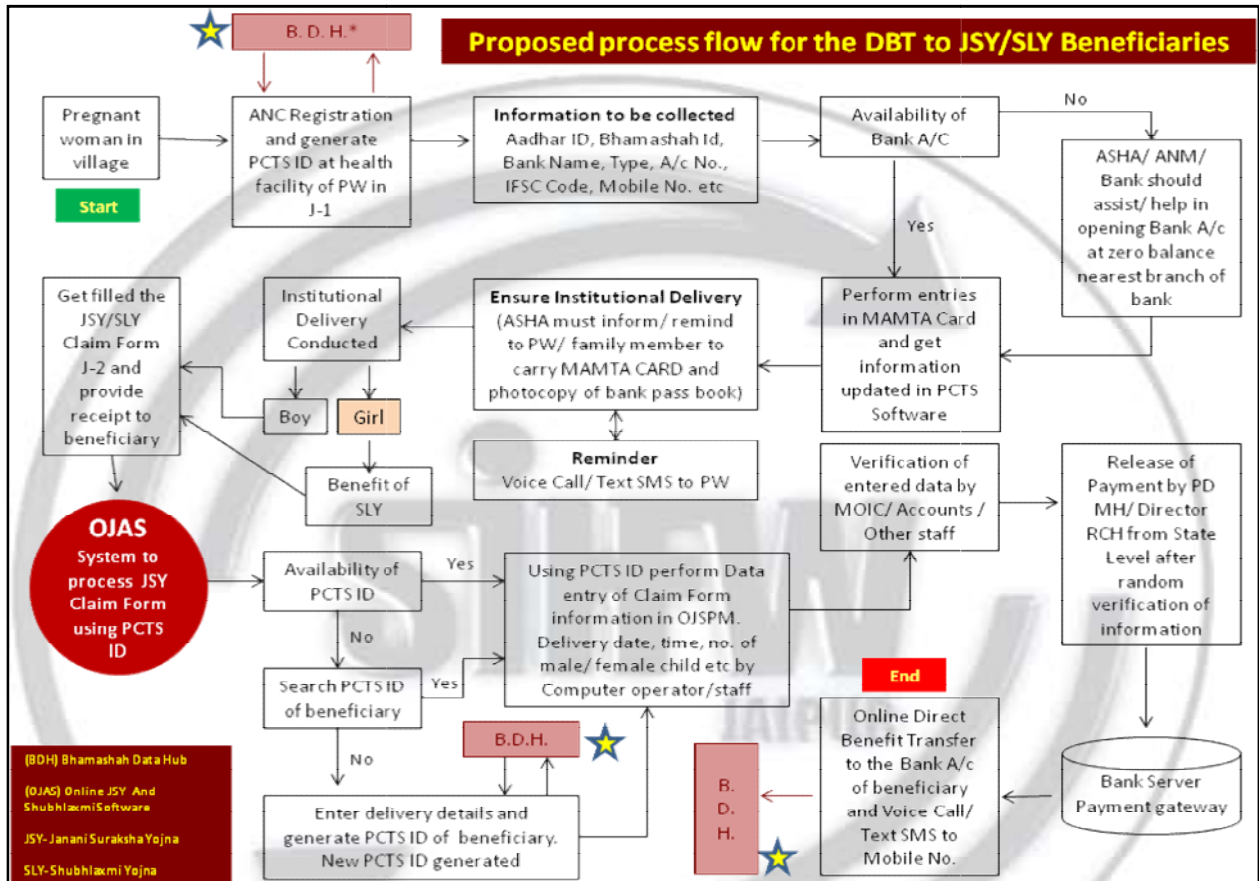 B. D. H.*
Proposed process flow for the DBT to JSY/SLY Beneficiaries
Pregnant
woman in
village
Start
ANC Registration
and generate
PCTS ID at health
facility of PW in
J-1
Information to be collected
Aadhar ID, Bhamashah Id,
Bank Name, Type, A/c No.,
IFSC Code, Mobile No. etc
Availability of
Bank A/C
No
Yes
ASHA/ ANM/
Bank should
assist/ help in
opening Bank A/c
at zero balance
nearest branch of
bank
Perform entries
in MAMTA Card
and get
information
updated in PCTS
Software
Ensure Institutional Delivery
(ASHA must inform/ remind
to PW/ family member to
carry MAMTA CARD and
photocopy of bank pass book)
Reminder
Voice Call/ Text SMS to PW
Institutional
Delivery
Conducted
Boy
Girl
Benefit of
SLY
Get filled the
JSY/SLY
Claim Form
J-2 and
provide
receipt to
beneficiary
OJAS
System to
process JSY
Claim Form
using PCTS
ID
Availability of
PCTS ID
Yes
No
Search PCTS ID
of beneficiary
Yes
No
Enter delivery details and
generate PCTS ID of beneficiary.
New PCTS ID generated
B.D.H.
Using PCTS ID perform Data
entry of Claim Form
information in OJSPM.
Delivery date, time, no. of
male/ female child etc by
Computer operator/staff
Verification of
entered data by
MOIC/ Accounts /
Other staff
Release of
Payment by PD
MH/ Director
RCH from State
Level after
random
verification of
information
Bank Server
Payment gateway
End
Online Direct
Benefit Transfer
to the Bank A/c
of beneficiary
and Voice Call/
Text SMS to
Mobile No.
B.
D.
H.
(BDH) Bhamashah Data Hub
(OJAS) Online JSY And
Shubhlaxmi Software
JSY- Janani Suraksha Yojna
SLY- Shubhlaxmi Yojna
SIHFW
JAIPUR